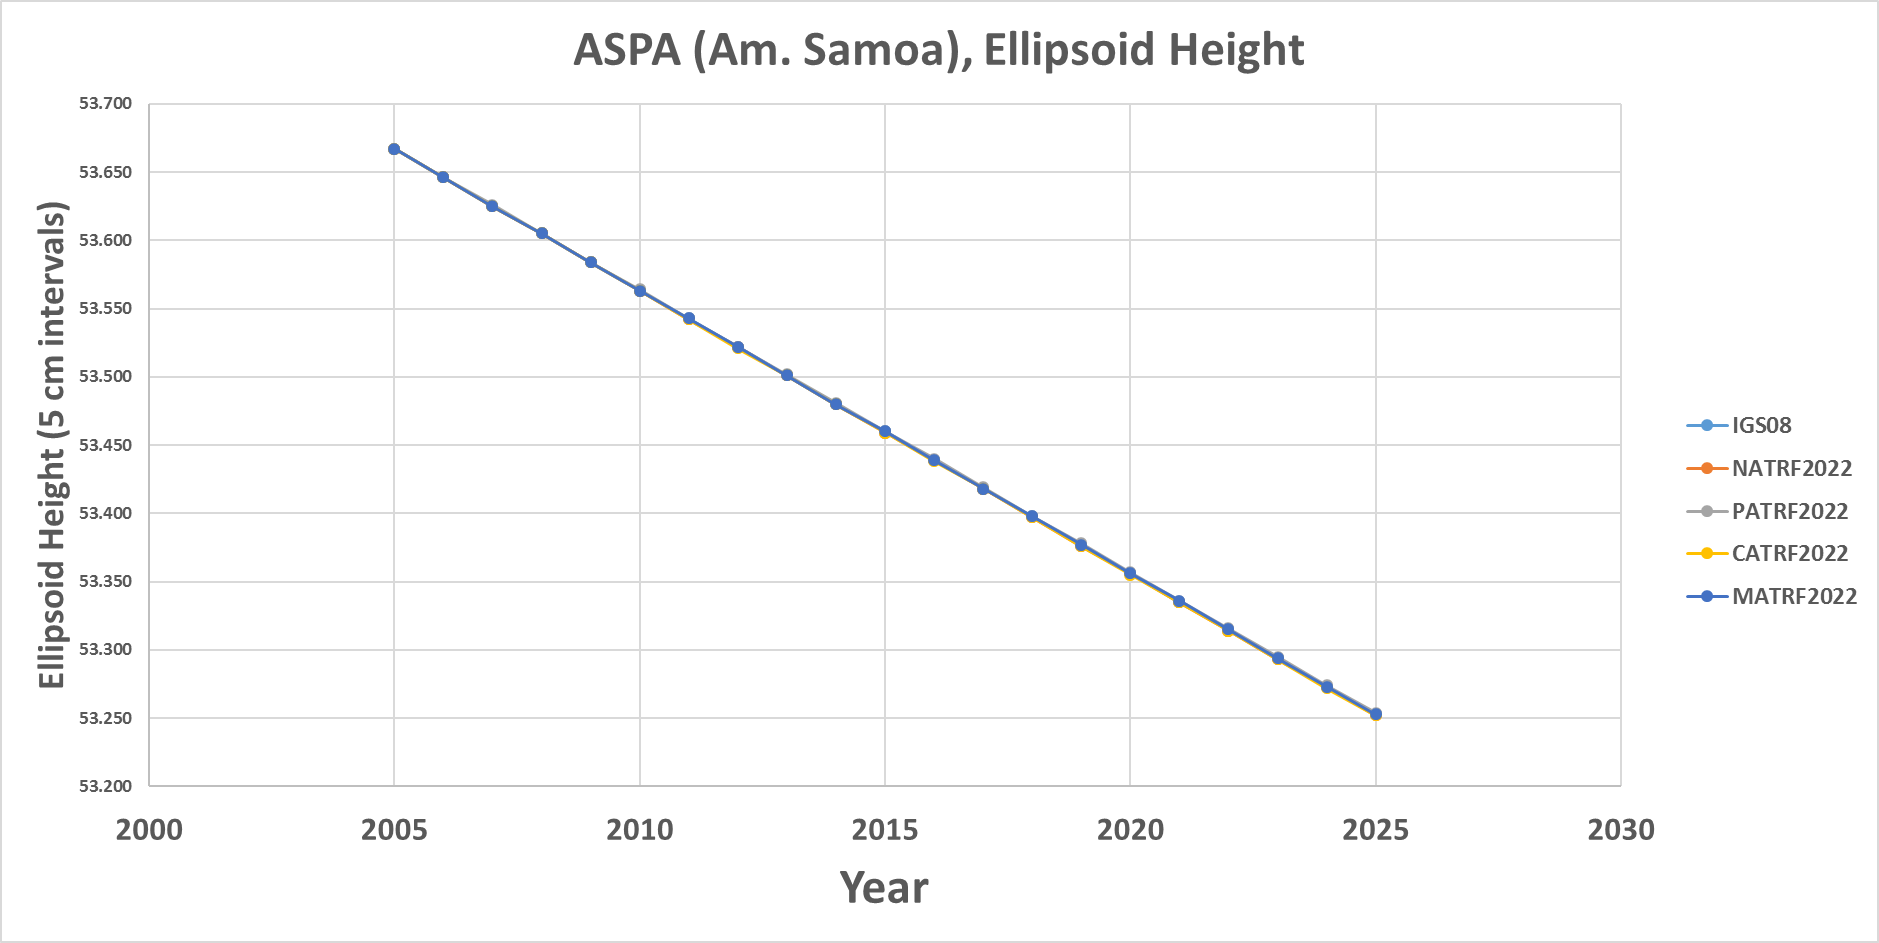 ASPA (Am. Samoa), Ellipsoid Height
Ellipsoid Height (5 cm intervals)
53.700
53.650
53.600
53.550
53.500
53.450
53.400
53.350
53.300
53.250
53.200
2000 2005 2010 2015 2020 2025 2030
Year
IGS08
NATRF2022
PATRF2022
CATRF2022
MATRF2022